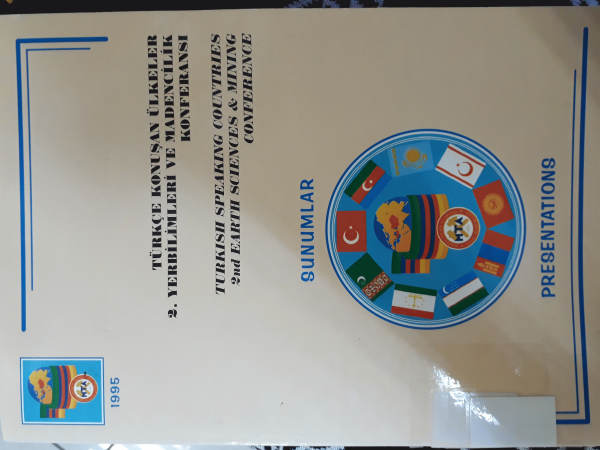 TÜRKÇE KONUŞAN ÜLKELER
2. YERBİLİMLERİ VE MADENCİLİK
KONFERANSI
TURKISH SPEAKING COUNTRIES
2nd EARTH SCIENCES & MINING
CONFERENCE
SUNUMLAR
MTA
PRESENTATIONS
MTA
1995